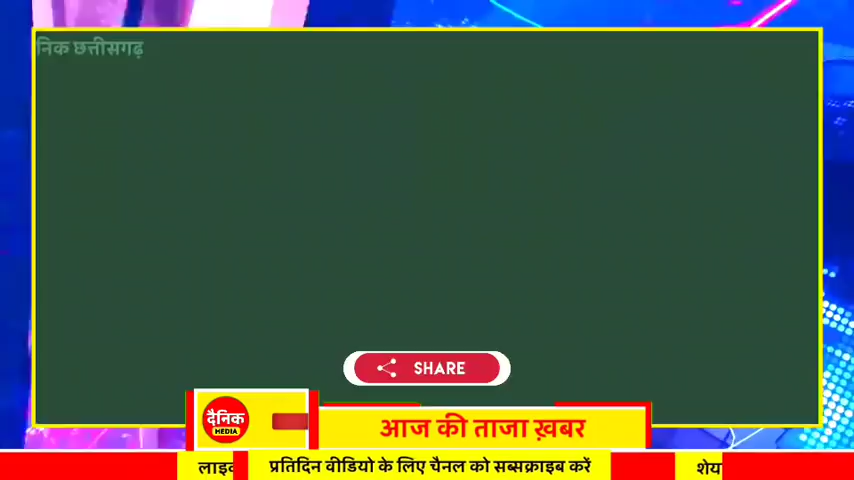 निक छत्तीसगढ़
SHARE
दैनिक
MEDIA
आज की ताजा ख़बर
प्रतिदिन वीडियो के लिए चैनल को सब्सक्राइब करें